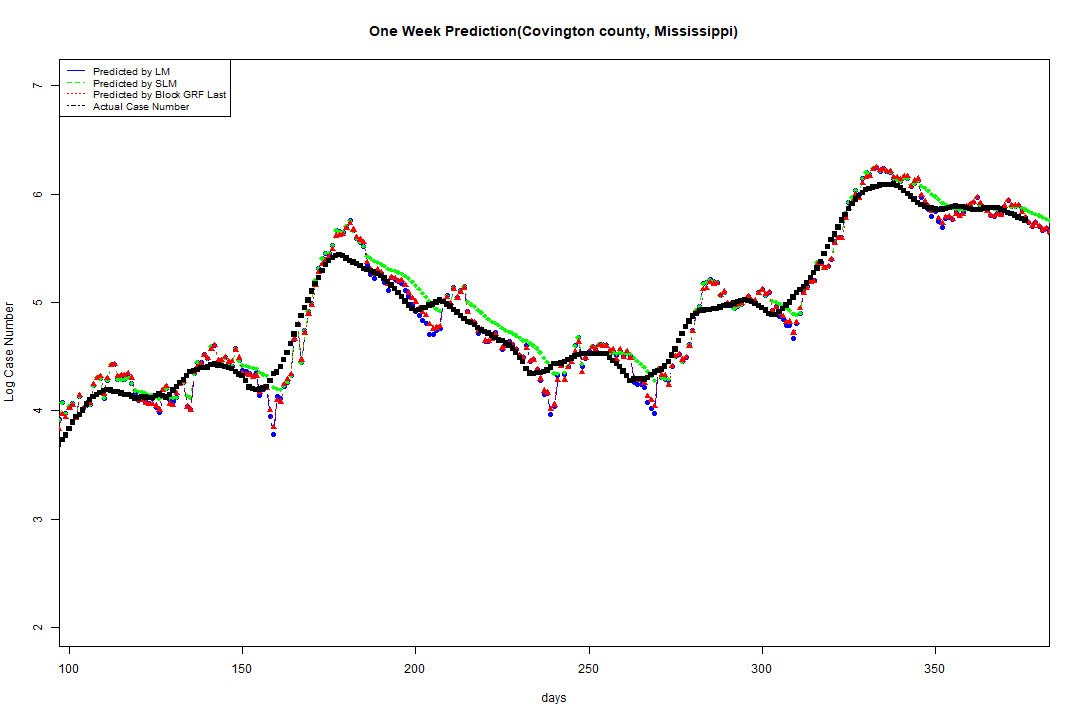 One Week Prediction(Covington county, Mississippi)
Predicted by LM
Predicted by SLM
Predicted by Block GRF Last
Actual Case Number
7
6
5
4
3
2
Log Case Number
100 150 200 250 300 350
days